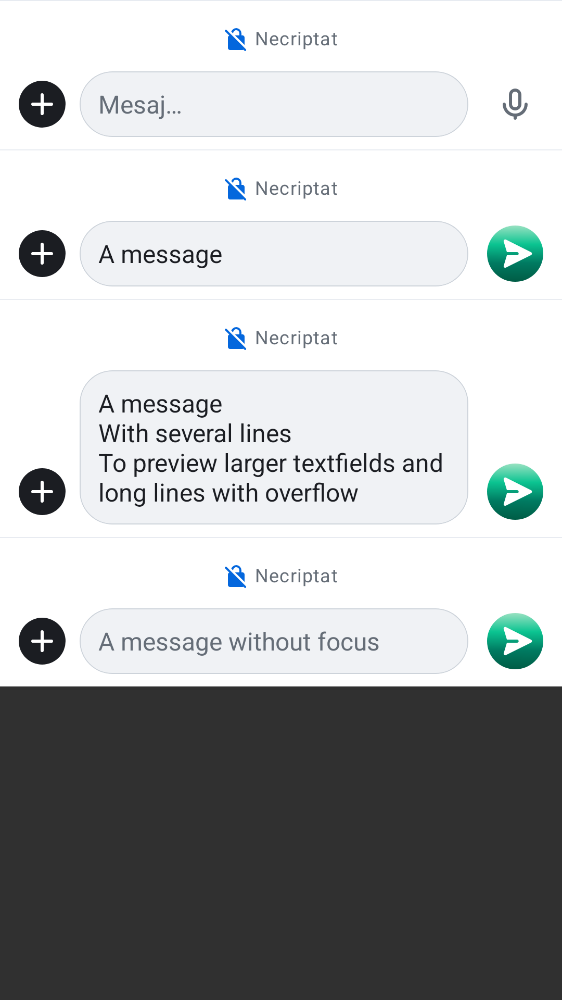 Necriptat
Mesaj…
Necriptat
A message
Necriptat
A message
With several lines
To preview larger textfields and
long lines with overflow
Necriptat
A message without focus